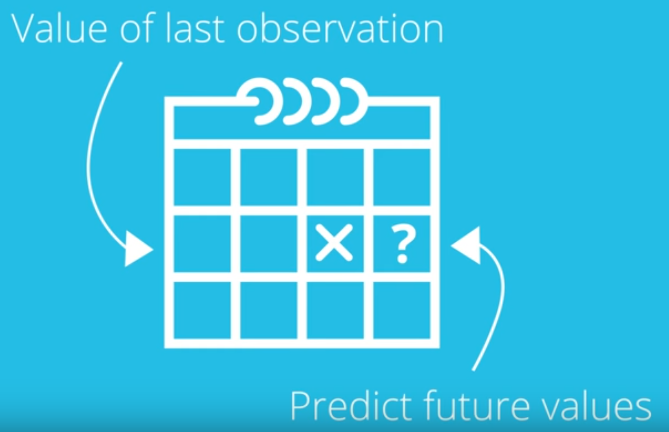 Value of last observation
× ?
Predict future values